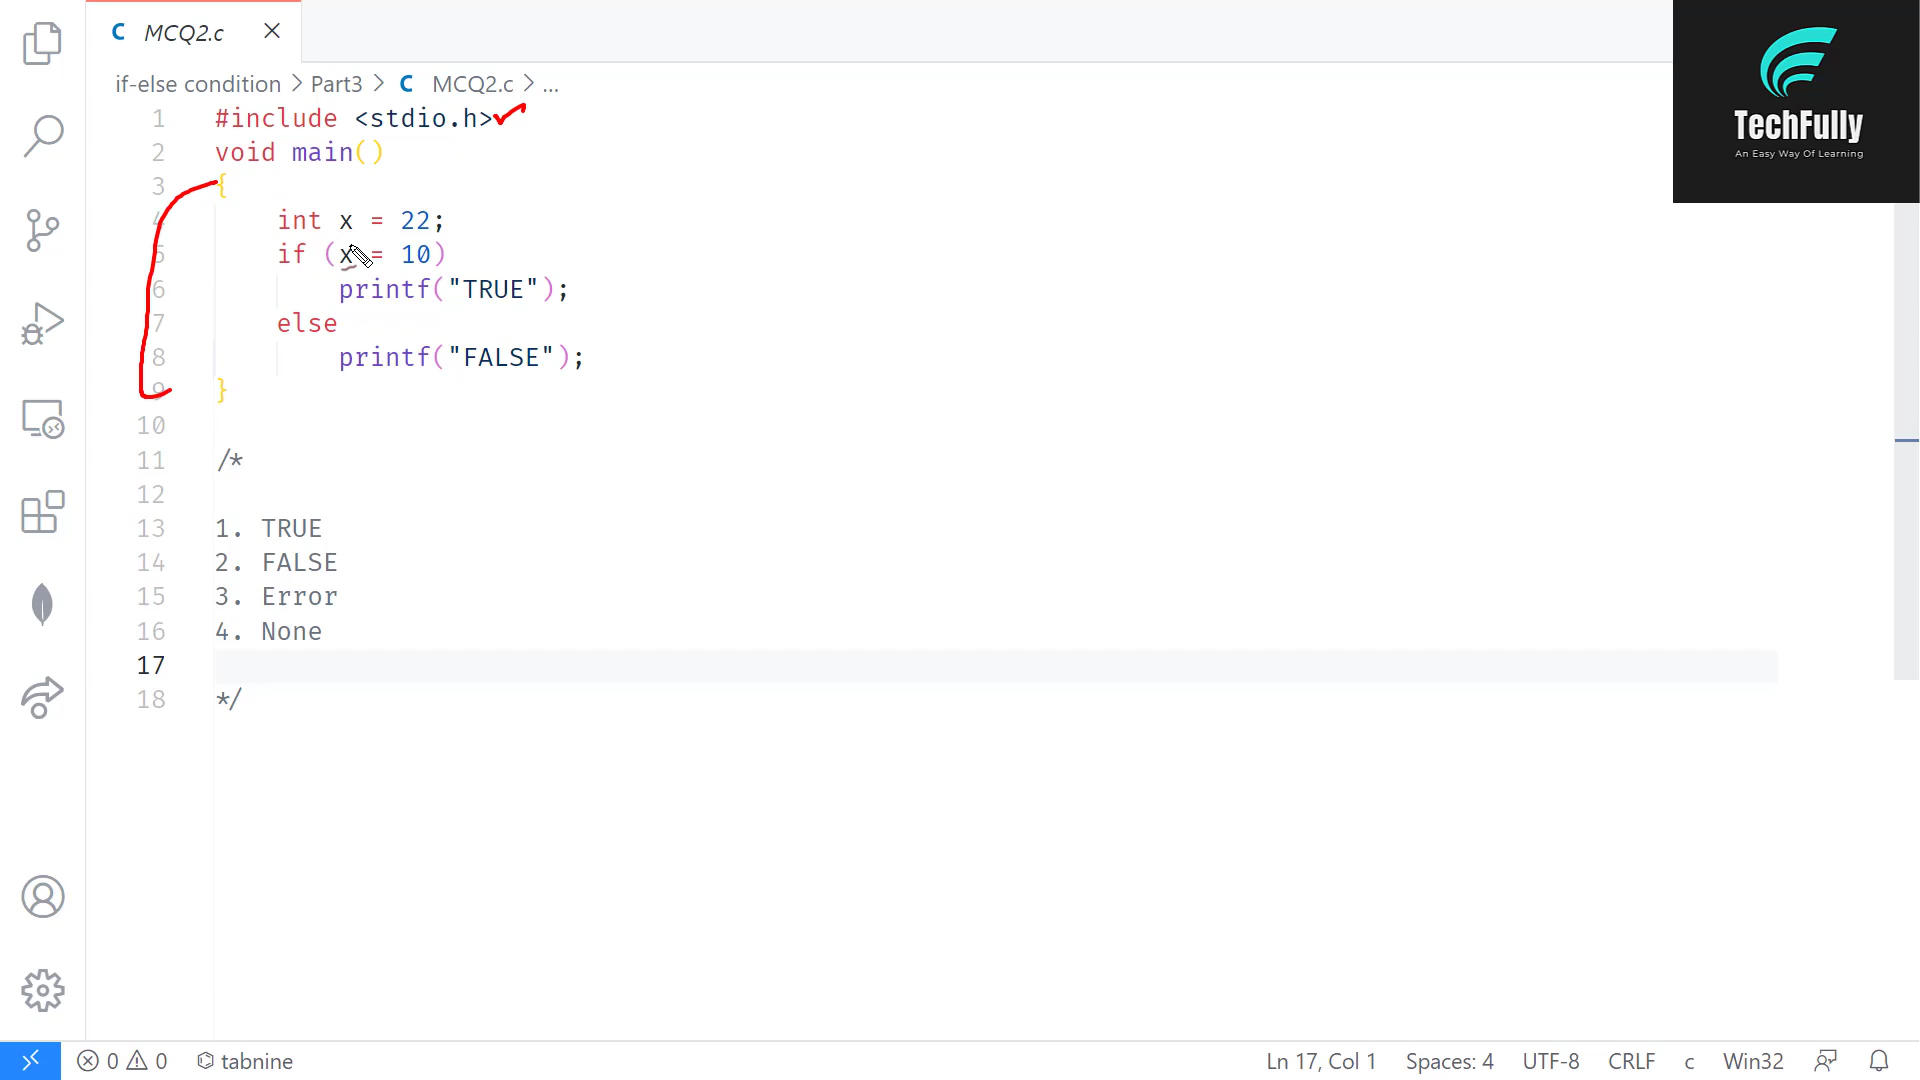 MCQ2.c
if-else condition > Part3 > C MCQ2.c > ...
TechFully
An Easy Way Of Learning
1 #include <stdio.h>
2 void main()
3 {
4     int x = 22;
5     if (x = 10)
6         printf("TRUE");
7     else
8         printf("FALSE");
9 }
10
11 /*
12
13 1. TRUE
14 2. FALSE
15 3. Error
16 4. None
17
18 */
0 0 tabnine
Ln 17, Col 1 Spaces: 4 UTF-8 CRLF c Win32